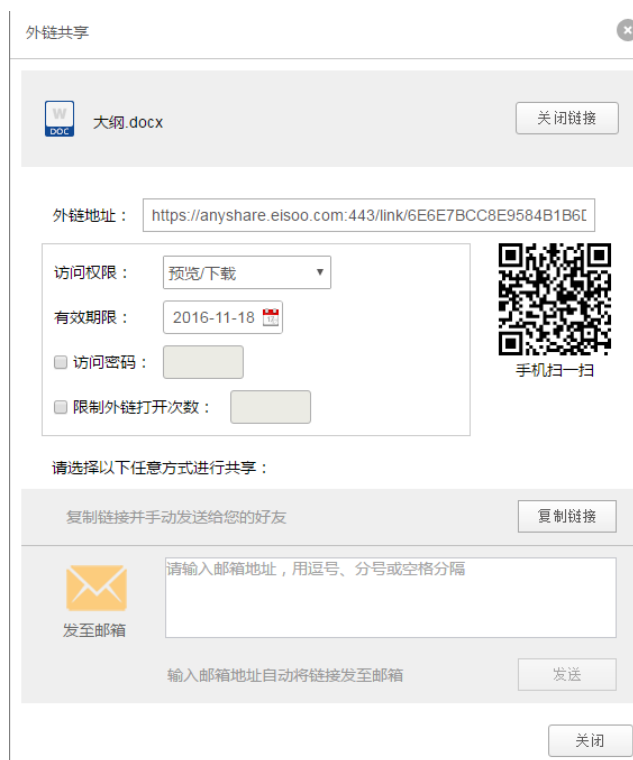 外链共享
W
DOC
大纲.docx
关闭链接
外链地址：
https://anyshare.eisoo.com:443/link/6E6E7BCC8E9584B1B6D
访问权限：
预览/下载
有效期限：
2016-11-18
访问密码：
限制外链打开次数：
手机扫一扫
请选择以下任意方式进行共享：
复制链接并手动发送给您的好友
复制链接
请输入邮箱地址，用逗号、分号或空格分隔
发至邮箱
输入邮箱地址自动将链接发至邮箱
发送
关闭